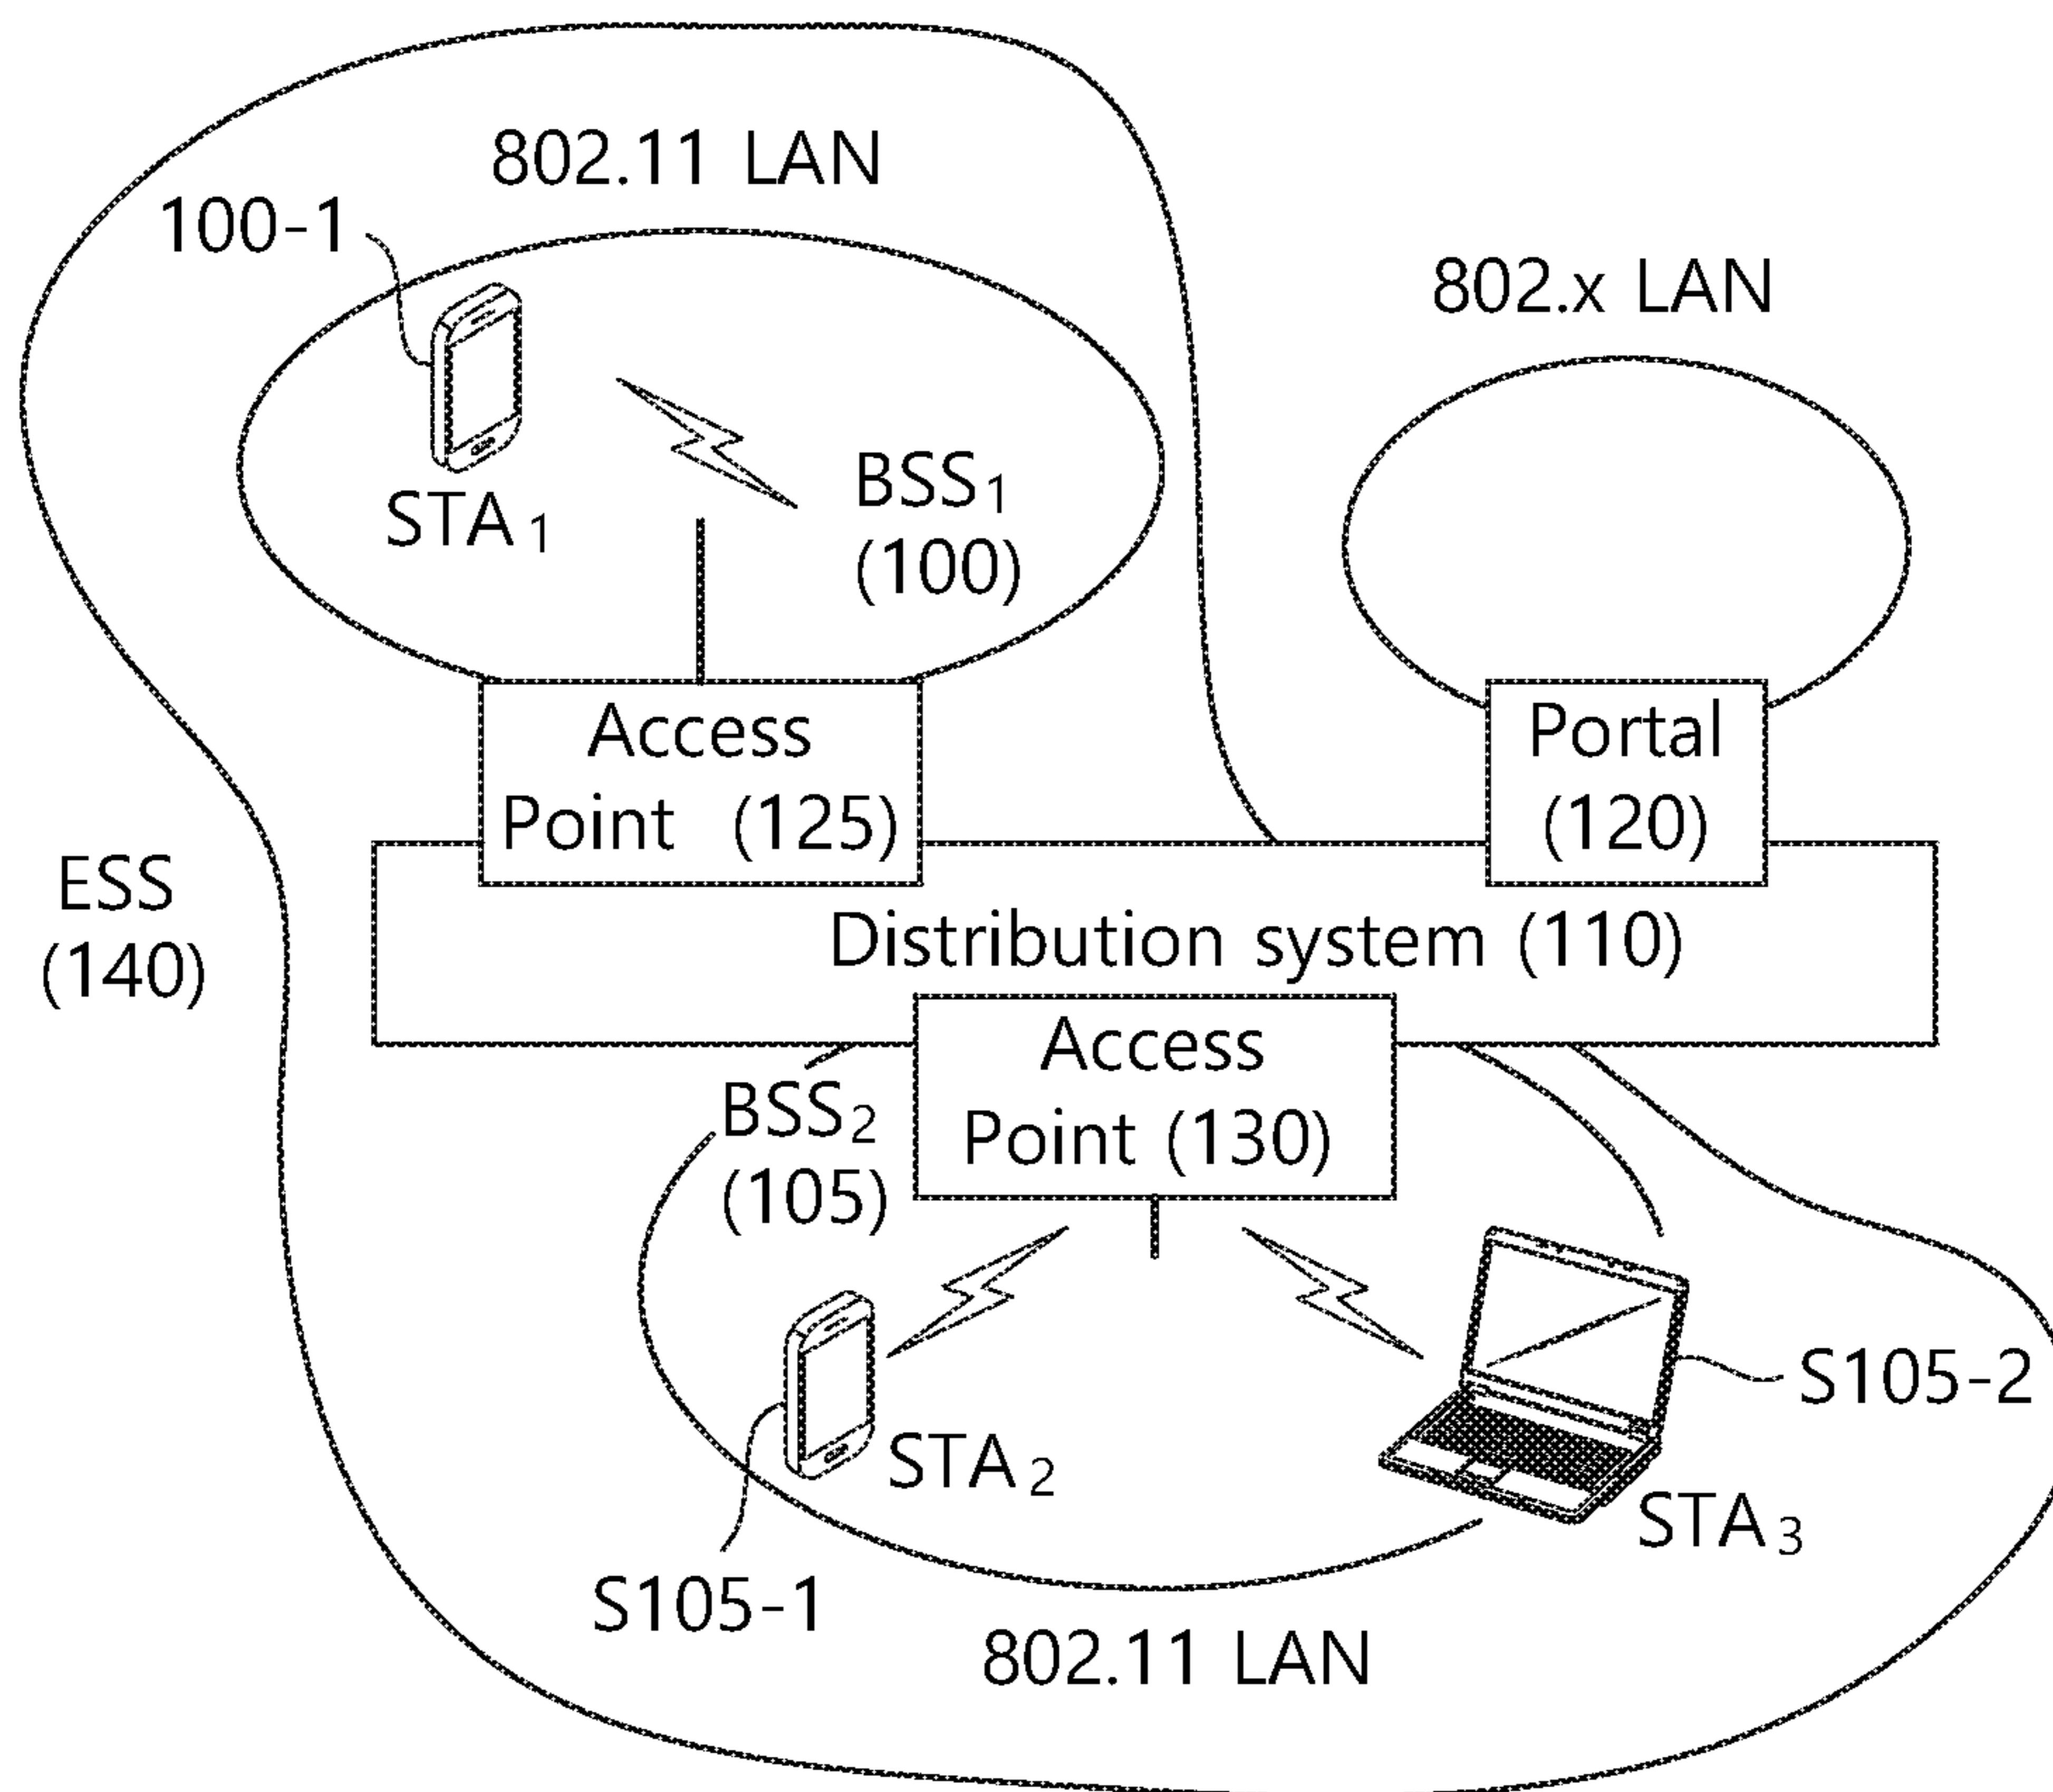 802.11 LAN
100-1
802.x LAN
STA1
BSS1
(100)
Access
Point (125)
Portal
(120)
ESS
(140)
Distribution system (110)
Access
Point (130)
BSS2
(105)
S105-2
STA2
STA3
S105-1
802.11 LAN